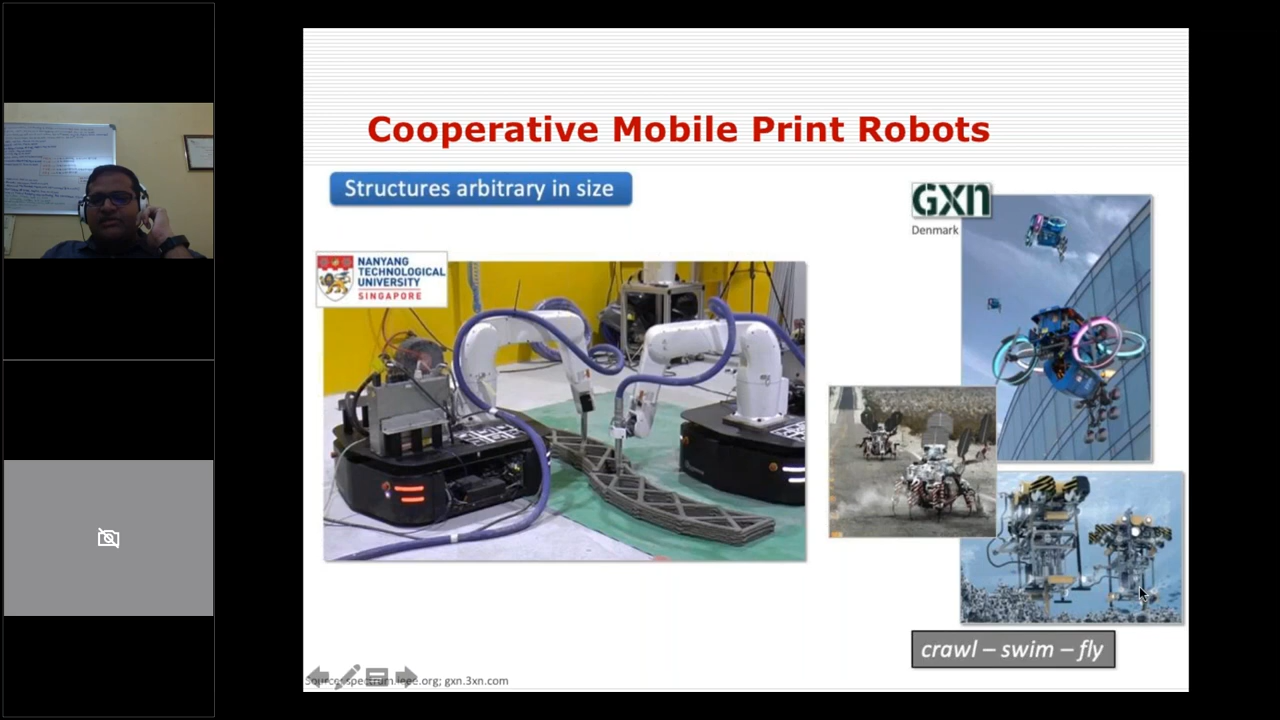 Cooperative Mobile Print Robots
Structures arbitrary in size
GXN
Denmark
NANYANG
TECHNOLOGICAL
UNIVERSITY
SINGAPORE
crawl – swim – fly
Source: spectrum.ieee.org; gxn.3xn.com